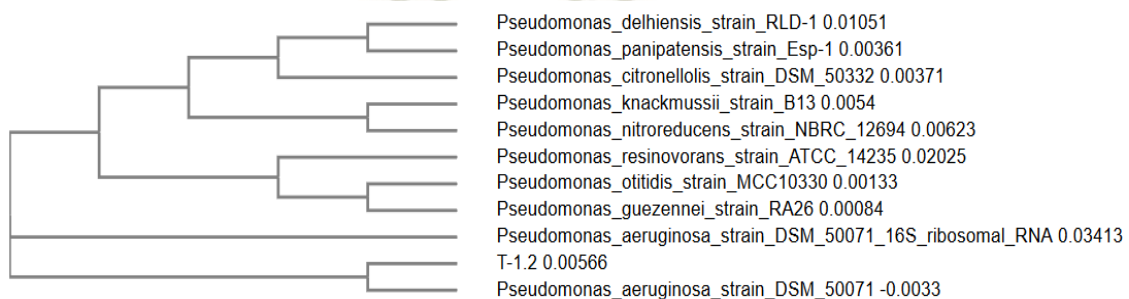 Pseudomonas_delhiensis_strain_RLD-1 0.01051
Pseudomonas_panipatensis_strain_Esp-1 0.00361
Pseudomonas_citronellolis_strain_DSM_50332 0.00371
Pseudomonas_knackmussii_strain_B13 0.0054
Pseudomonas_nitroreducens_strain_NBRC_12694 0.00623
Pseudomonas_resinovorans_strain_ATCC_14235 0.02025
Pseudomonas_otitidis_strain_MCC10330 0.00133
Pseudomonas_guezennei_strain_RA26 0.00084
Pseudomonas_aeruginosa_strain_DSM_50071_16S_ribosomal_RNA 0.03413
T-1.2 0.00566
Pseudomonas_aeruginosa_strain_DSM_50071 -0.0033